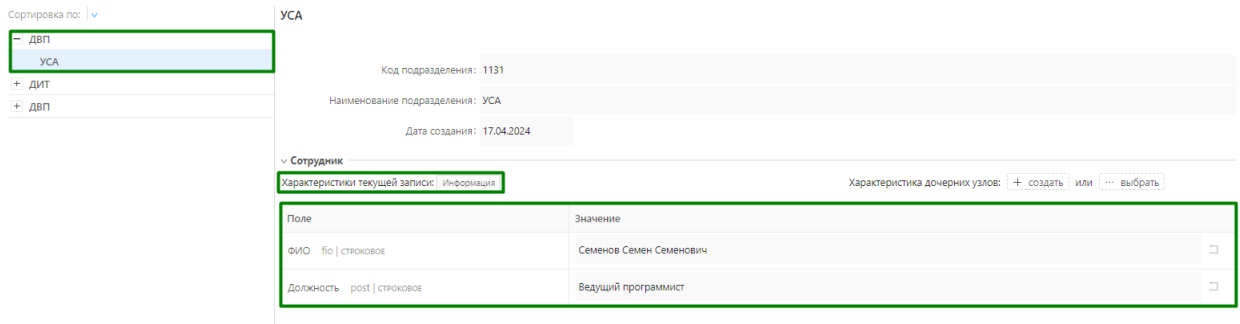 Сортировка по:
− ДВП
УСА
+ ДИТ
+ ДВП
УСА
Код подразделения: 1131
Наименование подразделения: УСА
Дата создания: 17.04.2024
Сотрудник
Характеристики текущей записи: Информация
Характеристика дочерних узлов: + создать или ··· выбрать
Поле Значение
ФИО fio | СТРОКОВОЕ Семенов Семен Семенович
Должность post | СТРОКОВОЕ Ведущий программист